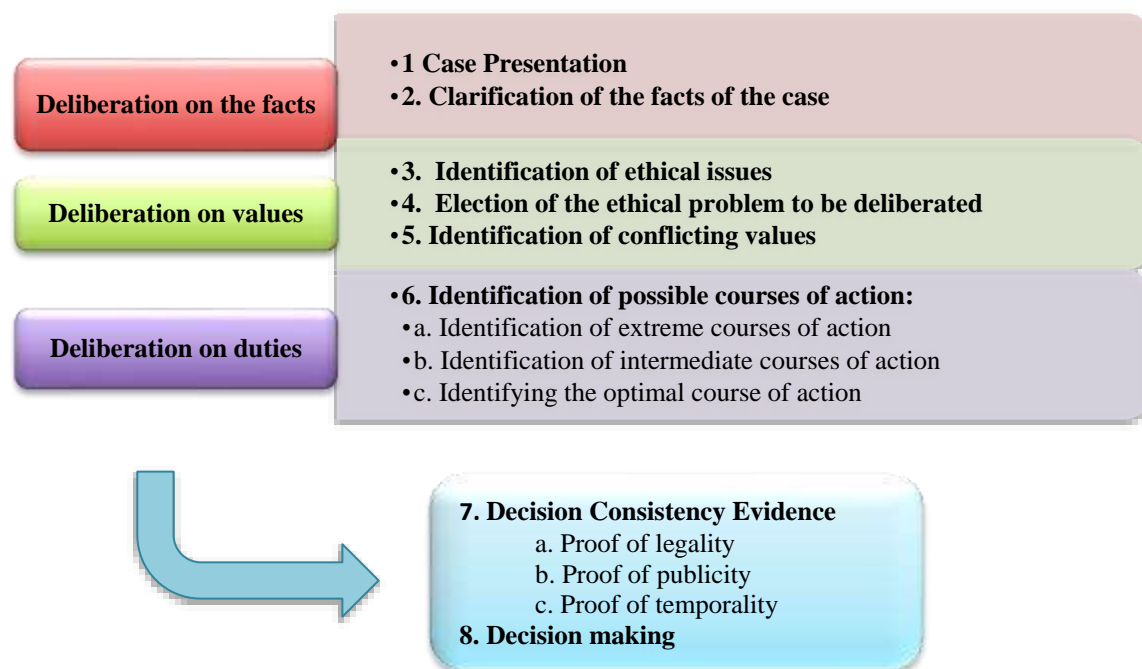 Deliberation on the facts
•1 Case Presentation
•2. Clarification of the facts of the case
Deliberation on values
•3. Identification of ethical issues
•4. Election of the ethical problem to be deliberated
•5. Identification of conflicting values
Deliberation on duties
•6. Identification of possible courses of action:
•a. Identification of extreme courses of action
•b. Identification of intermediate courses of action
•c. Identifying the optimal course of action
7. Decision Consistency Evidence
a. Proof of legality
b. Proof of publicity
c. Proof of temporality
8. Decision making